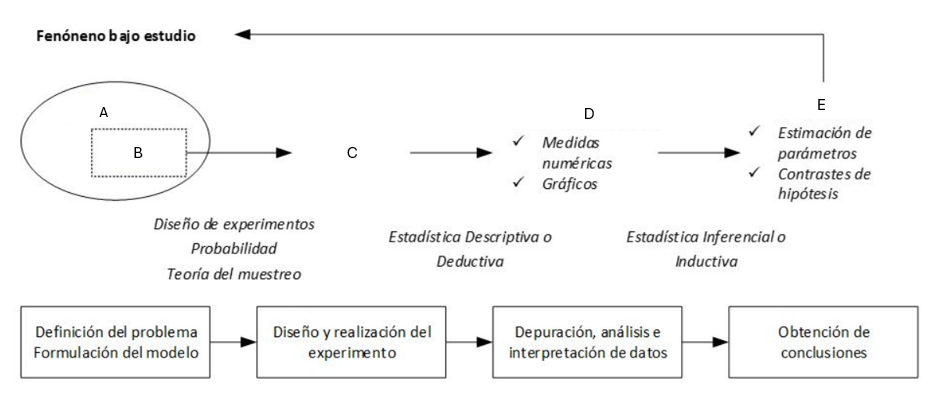 Fenóneno bajo estudio
A
B
C
D
✓ Medidas
numéricas
✓ Gráficos
E
✓ Estimación de
parámetros
✓ Contrastes de
hipótesis
Diseño de experimentos
Probabilidad
Teoría del muestreo
Estadística Descriptiva o
Deductiva
Estadística Inferencial o
Inductiva
Definición del problema
Formulación del modelo
Diseño y realización del
experimento
Depuración, análisis e
interpretación de datos
Obtención de
conclusiones